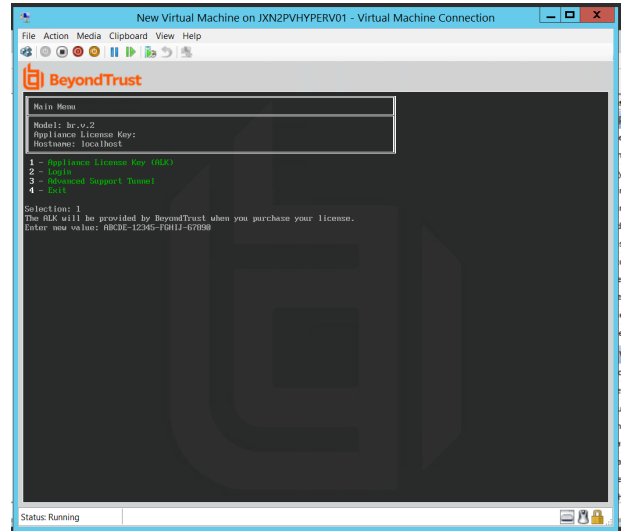 New Virtual Machine on JXN2PVHYPERV01 - Virtual Machine Connection
File Action Media Clipboard View Help
BeyondTrust
Main Menu
Model: br.v.2
Appliance License Key:
Hostname: localhost
1 - Appliance License Key (ALK)
2 - Login
3 - Advanced Support Tunnel
4 - Exit
Selection: 1
The ALK will be provided by BeyondTrust when you purchase your license.
Enter new value: ABCDE-12345-FGHIJ-67890
Status: Running